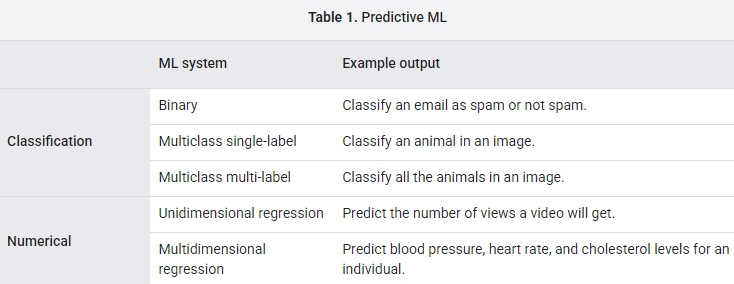 Table 1. Predictive ML
ML system Example output
Classification
Binary Classify an email as spam or not spam.
Multiclass single-label Classify an animal in an image.
Multiclass multi-label Classify all the animals in an image.
Numerical
Unidimensional regression Predict the number of views a video will get.
Multidimensional Predict blood pressure, heart rate, and cholesterol levels for an
regression individual.